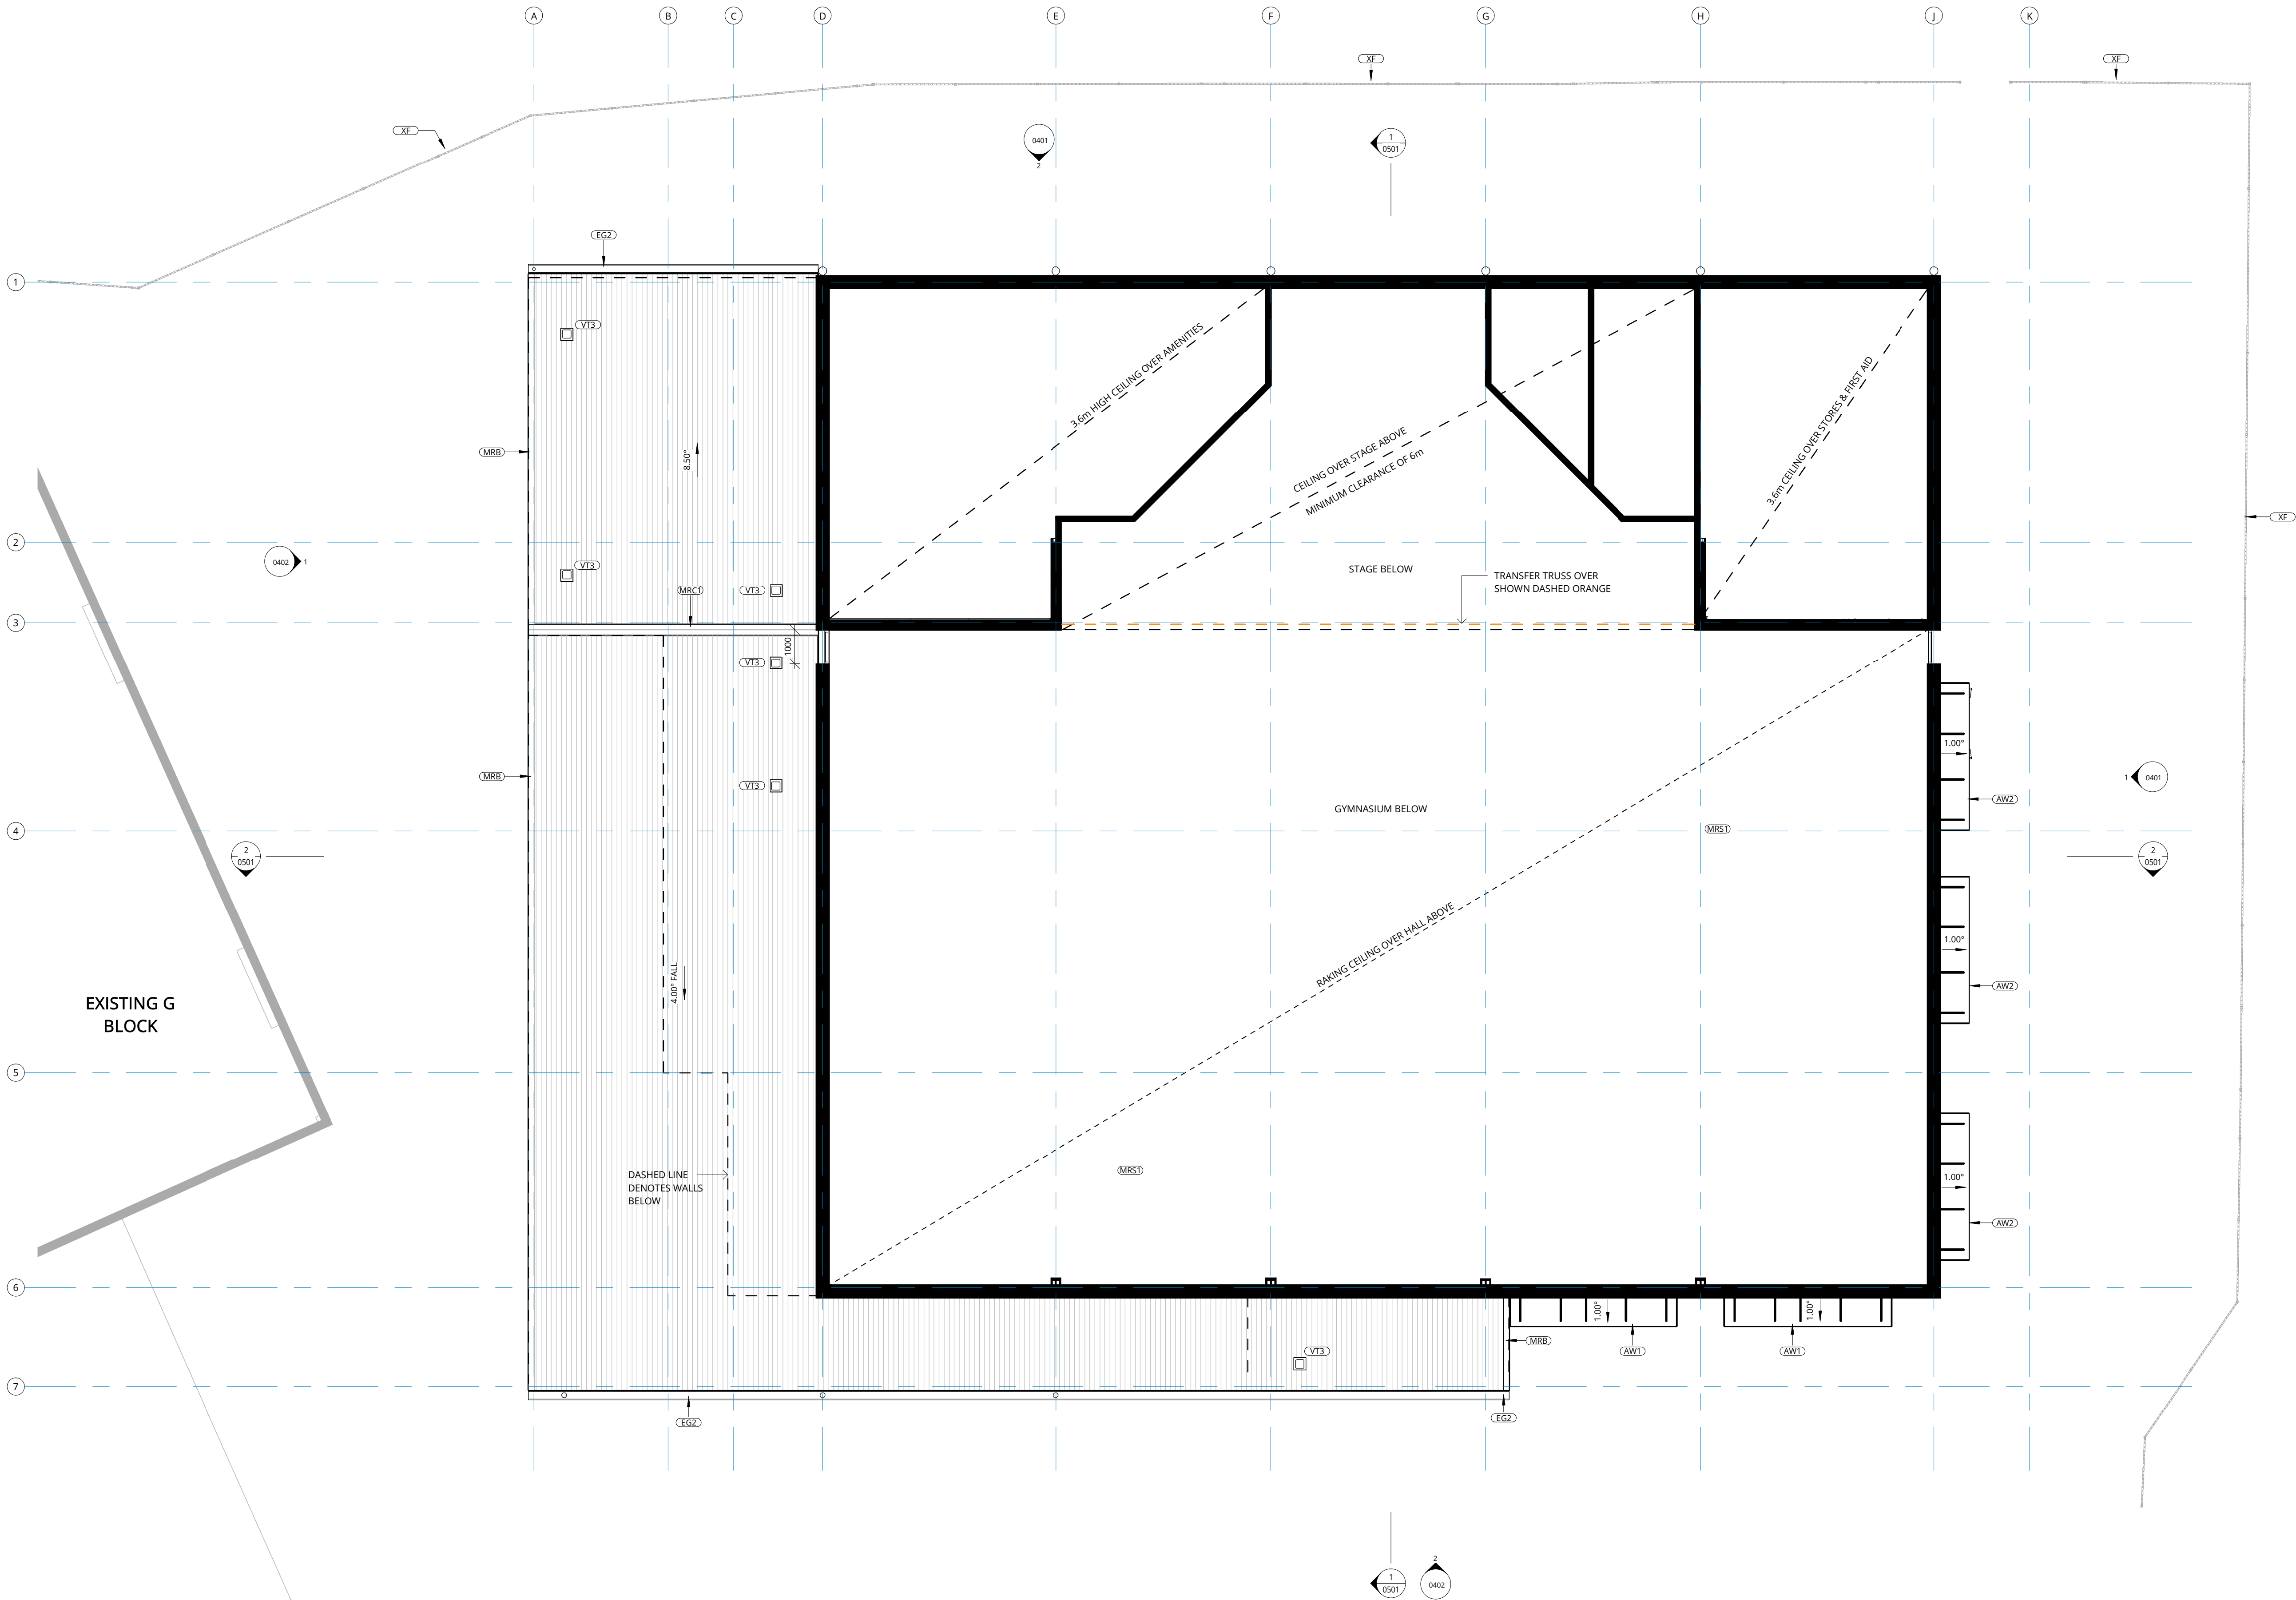 A B C D E F G H J K
XF
XF
XF
0401
2
1
0501
EG2
1
VT3
3.6m HIGH CEILING OVER AMENITIES
MRB
8.50°
CEILING OVER STAGE ABOVE
MINIMUM CLEARANCE OF 6m
3.6m CEILING OVER STORES & FIRST AID
XF
2
0402
1
VT3
MRC1
VT3
STAGE BELOW
TRANSFER TRUSS OVER
SHOWN DASHED ORANGE
3
1000
VT3
MRB
VT3
1.00°
AW2
1
0401
GYMNASIUM BELOW
MRS1
4
2
0501
2
0501
RAKING CEILING OVER HALL ABOVE
1.00°
AW2
4.00° FALL
EXISTING G
BLOCK
5
DASHED LINE
DENOTES WALLS
BELOW
MRS1
1.00°
AW2
6
1.00°
1.00°
MRB
VT3
AW1
AW1
7
EG2
EG2
1
0501
2
0402